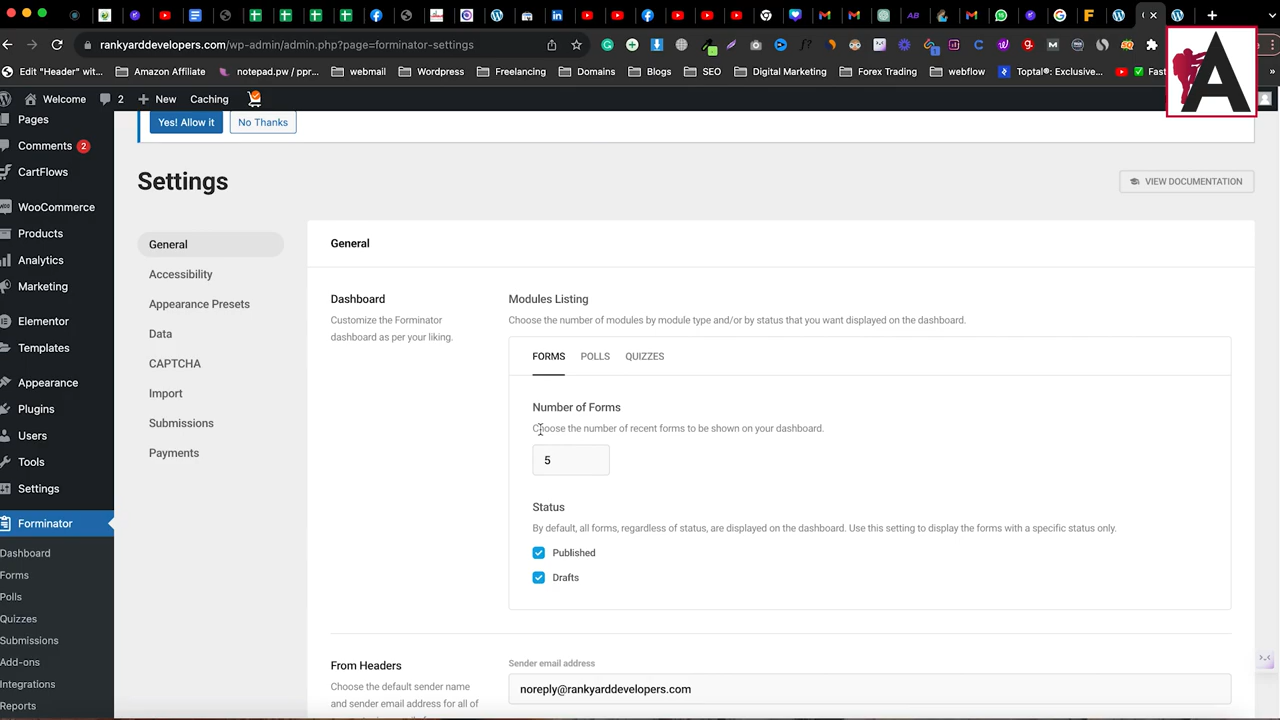 rankyarddevelopers.com/wp-admin/admin.php?page=forminator-settings
Edit "Header" wit...
Amazon Affiliate
notepad.pw / ppr...
webmail
Wordpress
Freelancing
Domains
Blogs
SEO
Digital Marketing
Forex Trading
webflow
Toptal®: Exclusive...
Fast
A
Welcome
2
New
Caching
Pages
Comments 2
CartFlows
WooCommerce
Products
Analytics
Marketing
Elementor
Templates
Appearance
Plugins
Users
Tools
Settings
Forminator
Dashboard
Forms
Polls
Quizzes
Submissions
Add-ons
Integrations
Reports
Yes! Allow it
No Thanks
Settings
VIEW DOCUMENTATION
General
Accessibility
Appearance Presets
Data
CAPTCHA
Import
Submissions
Payments
General
Dashboard
Customize the Forminator
dashboard as per your liking.
Modules Listing
Choose the number of modules by module type and/or by status that you want displayed on the dashboard.
FORMS POLLS QUIZZES
Number of Forms
Choose the number of recent forms to be shown on your dashboard.
5
Status
By default, all forms, regardless of status, are displayed on the dashboard. Use this setting to display the forms with a specific status only.
Published
Drafts
From Headers
Choose the default sender name
and sender email address for all of
Sender email address
noreply@rankyarddevelopers.com